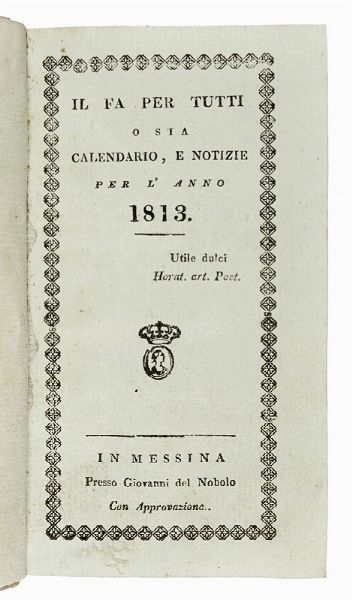 IL FA PER TUTTI
O SIA
CALENDARIO, E NOTIZIE
PER L' ANNO
1813.
Utile dulci
Horat. art. Poet.
IN MESSINA
Presso Giovanni del Nobolo
Con Approvazione.